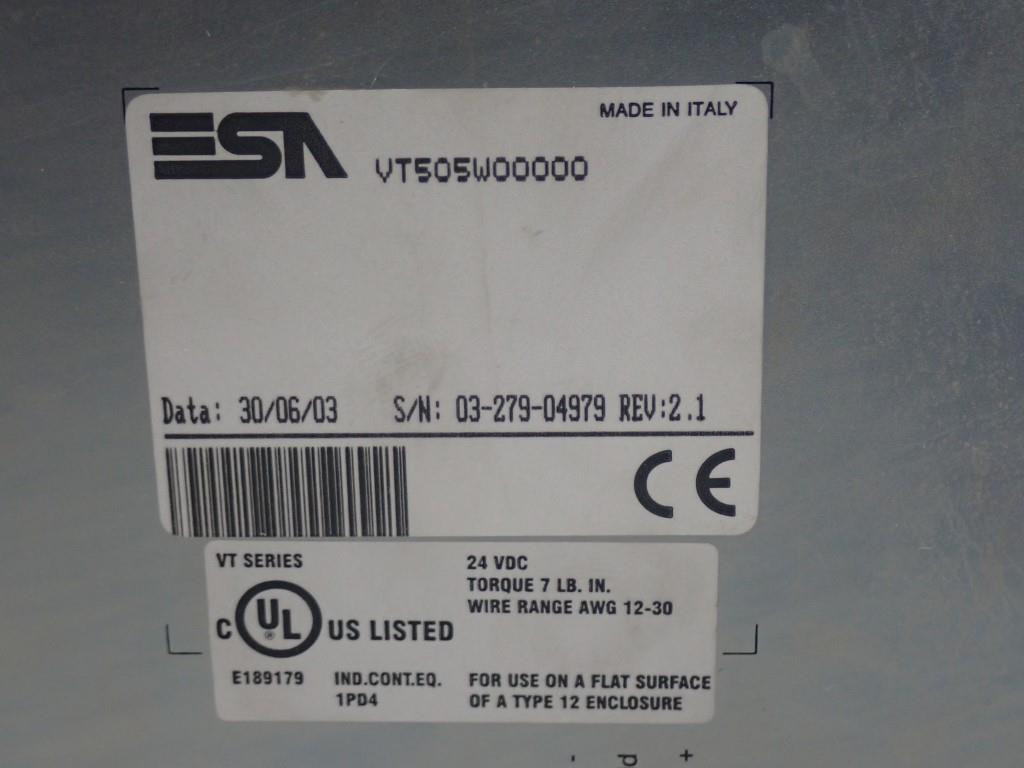 MADE IN ITALY
ESA VT505W00000
Data: 30/06/03 S/N: 03-279-04979 REV:2.1
CE
VT SERIES
24 VDC
TORQUE 7 LB. IN.
WIRE RANGE AWG 12-30
C UL® US LISTED
E189179 IND.CONT.EQ.
1PD4
FOR USE ON A FLAT SURFACE
OF A TYPE 12 ENCLOSURE
- p +